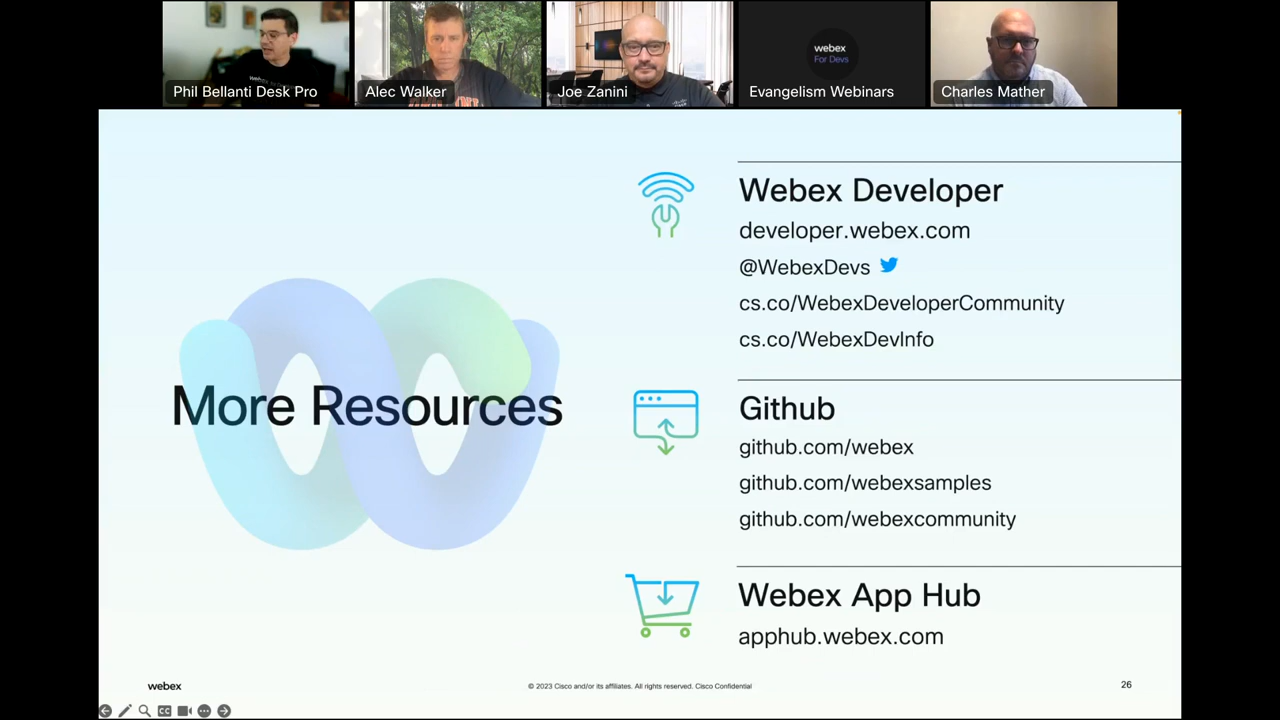 Phil Bellanti Desk Pro
Alec Walker
Joe Zanini
webex
For Devs
Evangelism Webinars
Charles Mather
More Resources
Webex Developer
developer.webex.com
@WebexDevs
cs.co/WebexDeveloperCommunity
cs.co/WebexDevInfo
Github
github.com/webex
github.com/webexsamples
github.com/webexcommunity
Webex App Hub
apphub.webex.com
webex
© 2023 Cisco and/or its affiliates. All rights reserved. Cisco Confidential
26
CC